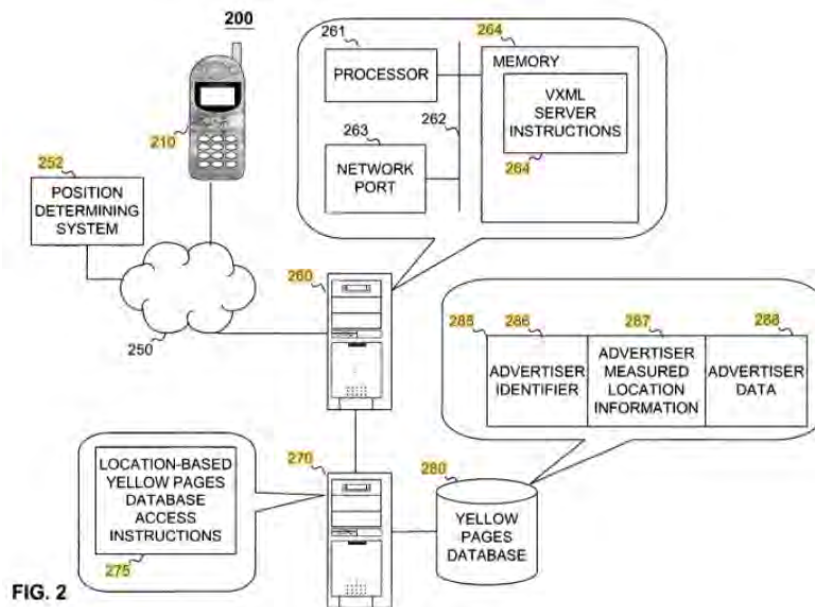 200
261
PROCESSOR
264
MEMORY
VXML
SERVER
INSTRUCTIONS
264
262
263
NETWORK
PORT
210
252
POSITION
DETERMINING
SYSTEM
250
260
285
286
287
288
ADVERTISER
IDENTIFIER
ADVERTISER
MEASURED
LOCATION
INFORMATION
ADVERTISER
DATA
270
280
LOCATION-BASED
YELLOW PAGES
DATABASE
ACCESS
INSTRUCTIONS
275
YELLOW
PAGES
DATABASE
FIG. 2